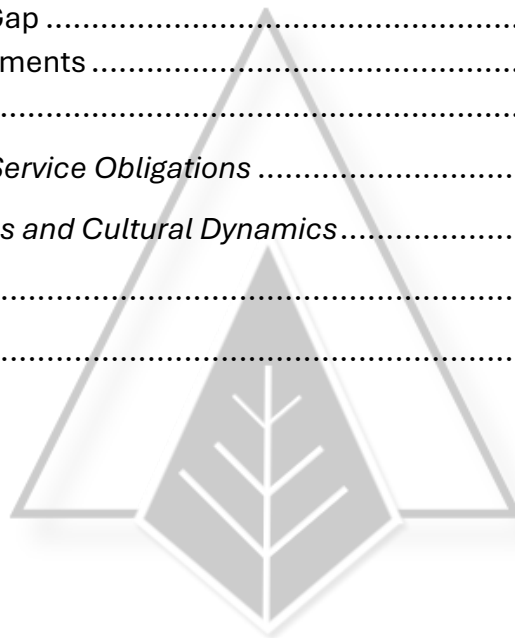 Gap ................................................
ments ..........................................
......................................................
Service Obligations ..........................
s and Cultural Dynamics..................
......................................................
......................................................